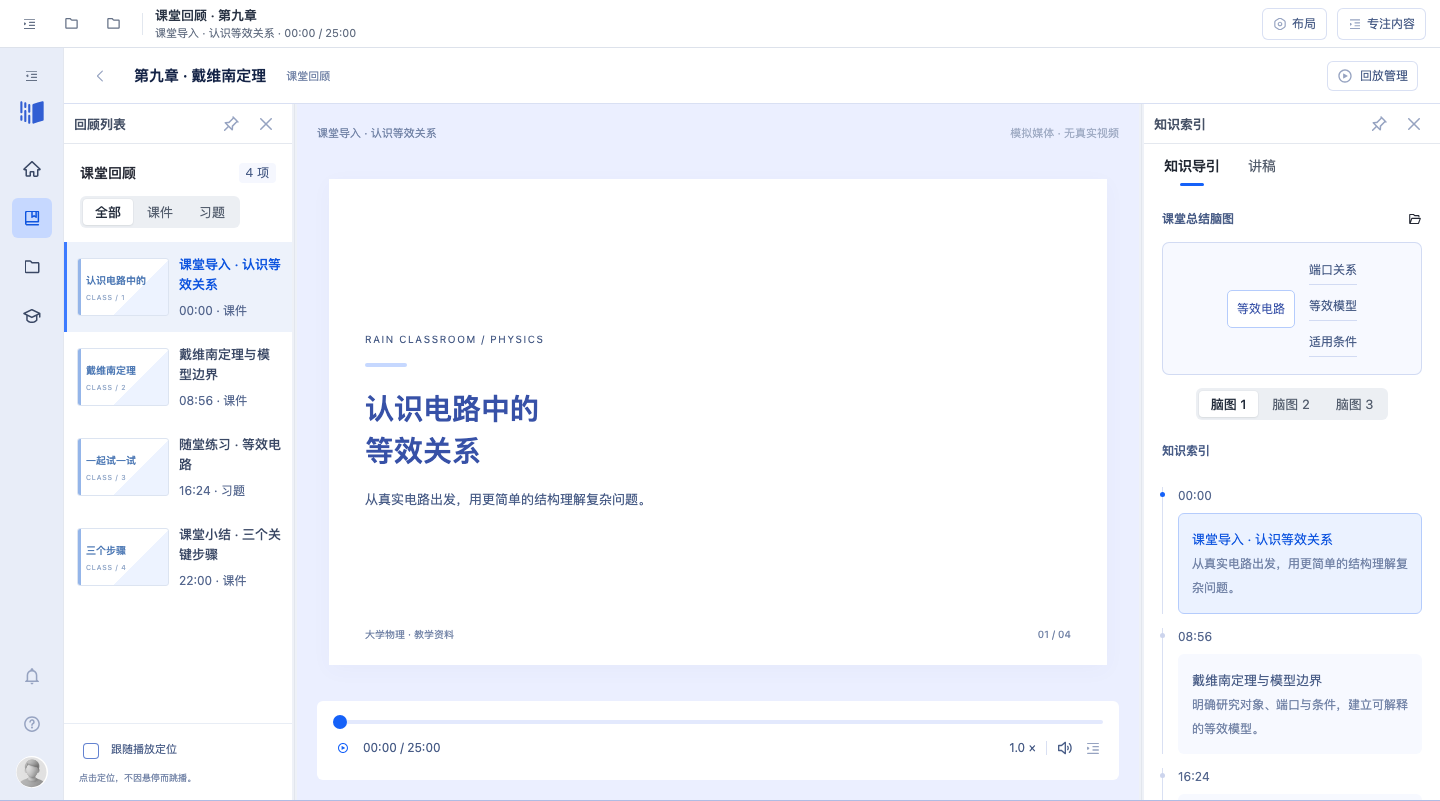 课堂回顾 · 第九章
课堂导入 · 认识等效关系 · 00:00 / 25:00
布局
专注内容
第九章 · 戴维南定理
课堂回顾
回放管理
回顾列表
课堂回顾
4 项
全部
课件
习题
认识电路中的
CLASS / 1
课堂导入 · 认识等
效关系
00:00 · 课件
戴维南定理
CLASS / 2
戴维南定理与模
型边界
08:56 · 课件
一起试一试
CLASS / 3
随堂练习 · 等效电
路
16:24 · 习题
三个步骤
CLASS / 4
课堂小结 · 三个关
键步骤
22:00 · 课件
跟随播放定位
点击定位，不因悬停而跳播。
课堂导入 · 认识等效关系
模拟媒体 · 无真实视频
RAIN CLASSROOM / PHYSICS
认识电路中的
等效关系
从真实电路出发，用更简单的结构理解复杂问题。
大学物理 · 教学资料
01 / 04
00:00 / 25:00
1.0 ×
知识索引
知识导引
讲稿
课堂总结脑图
等效电路
端口关系
等效模型
适用条件
脑图 1
脑图 2
脑图 3
知识索引
00:00
课堂导入 · 认识等效关系
从真实电路出发，用更简单的结构理解复
杂问题。
08:56
戴维南定理与模型边界
明确研究对象、端口与条件，建立可解释
的等效模型。
16:24